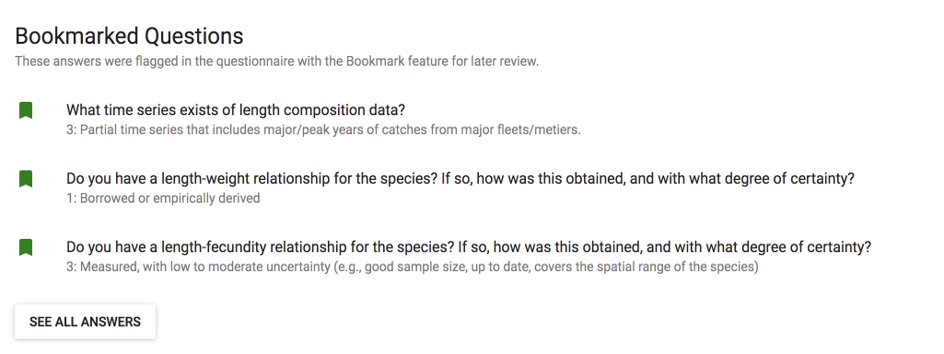 Bookmarked Questions
These answers were flagged in the questionnaire with the Bookmark feature for later review.
What time series exists of length composition data?
3: Partial time series that includes major/peak years of catches from major fleets/metiers.
Do you have a length-weight relationship for the species? If so, how was this obtained, and with what degree of certainty?
1: Borrowed or empirically derived
Do you have a length-fecundity relationship for the species? If so, how was this obtained, and with what degree of certainty?
3: Measured, with low to moderate uncertainty (e.g., good sample size, up to date, covers the spatial range of the species)
SEE ALL ANSWERS